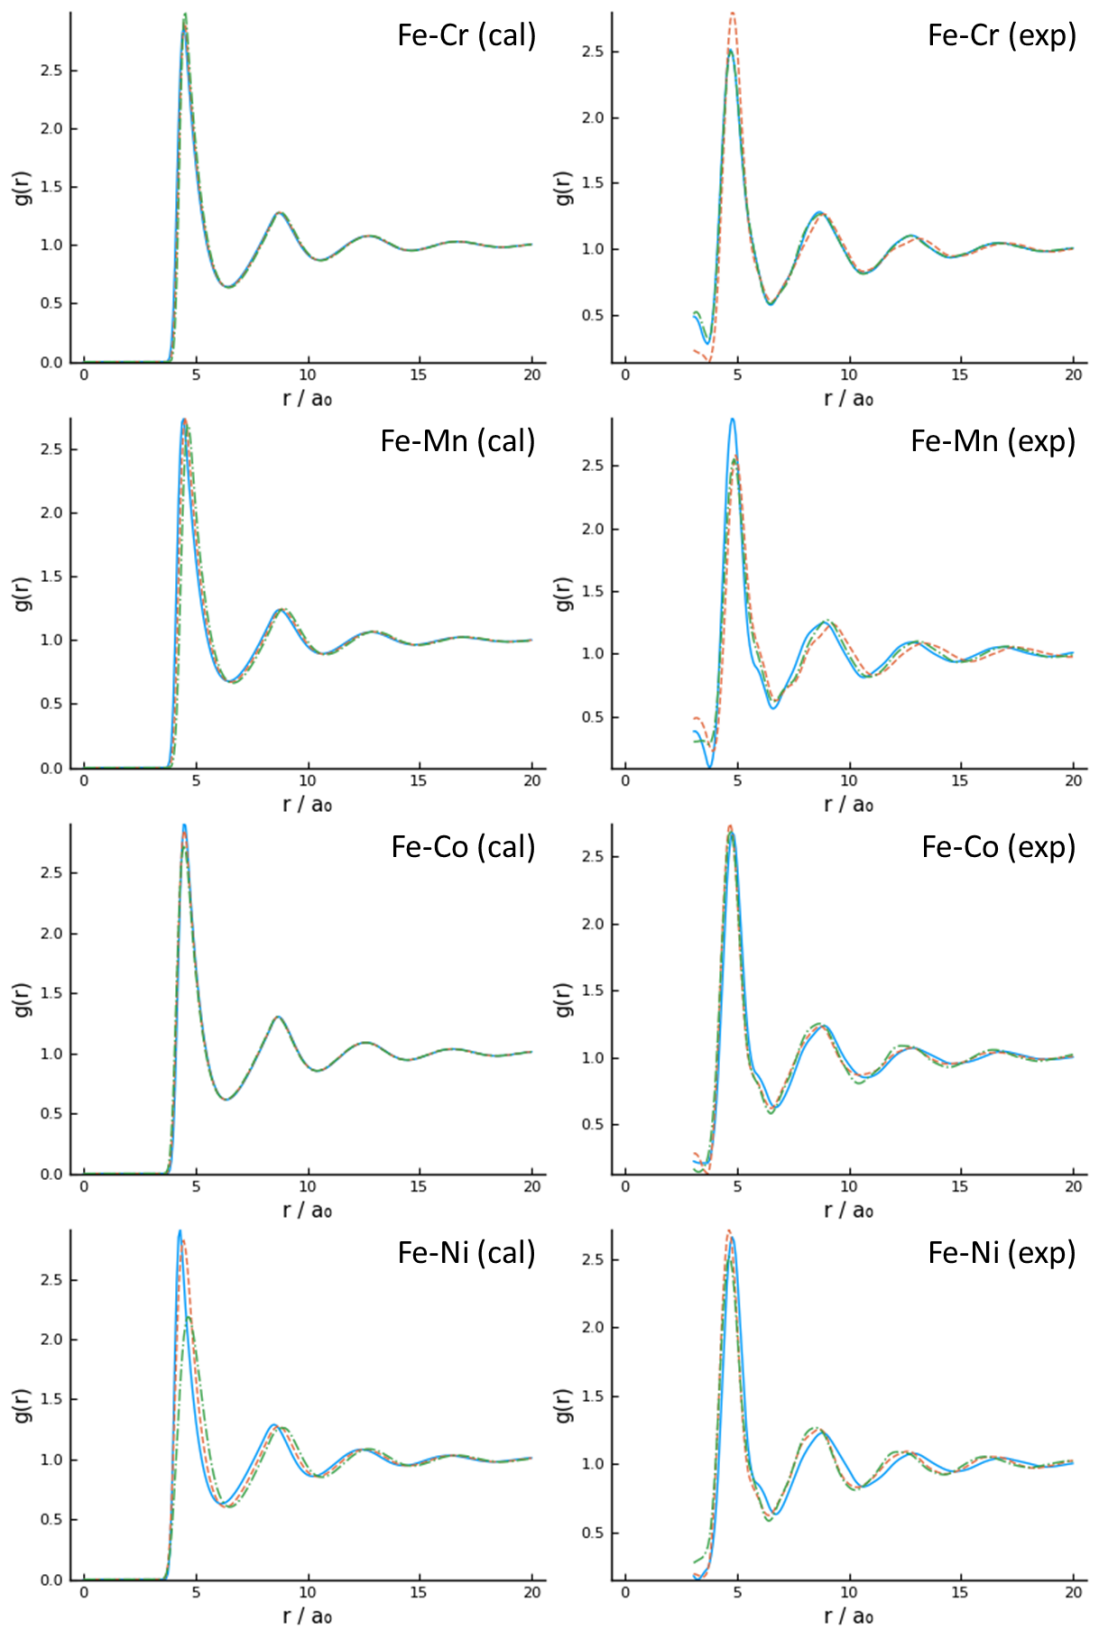 Fe-Cr (cal)
g(r)
2.5
2.0
1.5
1.0
0.5
0.0
0 5 10 15 20
r / a₀
Fe-Cr (exp)
g(r)
2.5
2.0
1.5
1.0
0.5
0 5 10 15 20
r / a₀
Fe-Mn (cal)
g(r)
2.5
2.0
1.5
1.0
0.5
0.0
0 5 10 15 20
r / a₀
Fe-Mn (exp)
g(r)
2.5
2.0
1.5
1.0
0.5
0 5 10 15 20
r / a₀
Fe-Co (cal)
g(r)
2.5
2.0
1.5
1.0
0.5
0.0
0 5 10 15 20
r / a₀
Fe-Co (exp)
g(r)
2.5
2.0
1.5
1.0
0.5
0 5 10 15 20
r / a₀
Fe-Ni (cal)
g(r)
2.5
2.0
1.5
1.0
0.5
0.0
0 5 10 15 20
r / a₀
Fe-Ni (exp)
g(r)
2.5
2.0
1.5
1.0
0.5
0 5 10 15 20
r / a₀